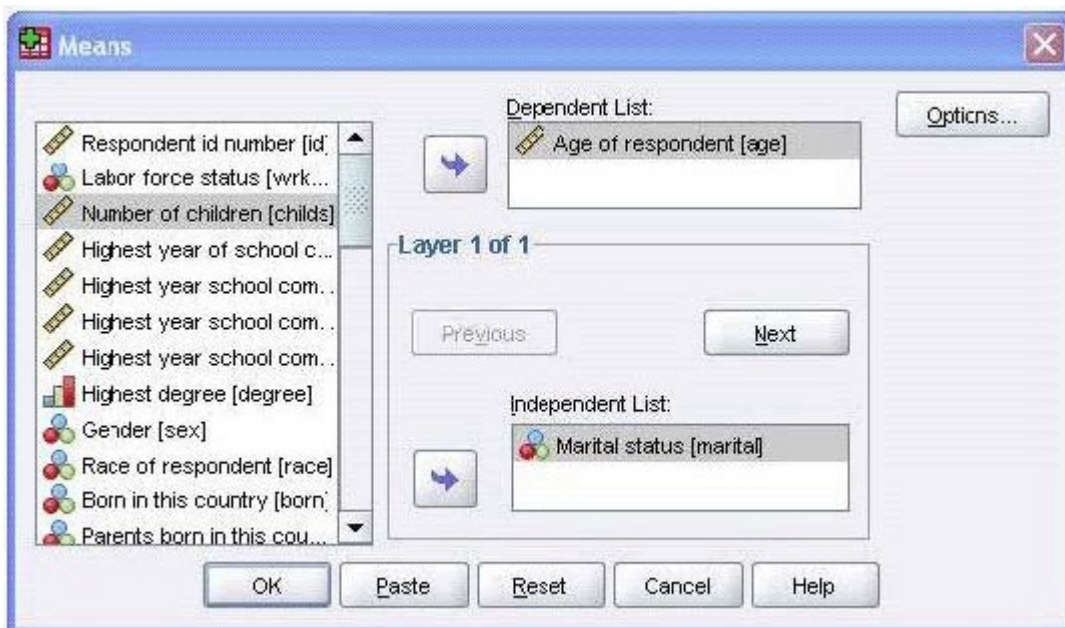 Means
Respondent id number [id]
Labor force status [wrk...
Number of children [childs]
Highest year of school c...
Highest year school com...
Highest year school com...
Highest year school com...
Highest degree [degree]
Gender [sex]
Race of respondent [race]
Born in this country [born]
Parents born in this cou...
Dependent List:
Age of respondent [age]
Options...
Layer 1 of 1
Previous
Next
Independent List:
Marital status [marital]
OK
Paste
Reset
Cancel
Help